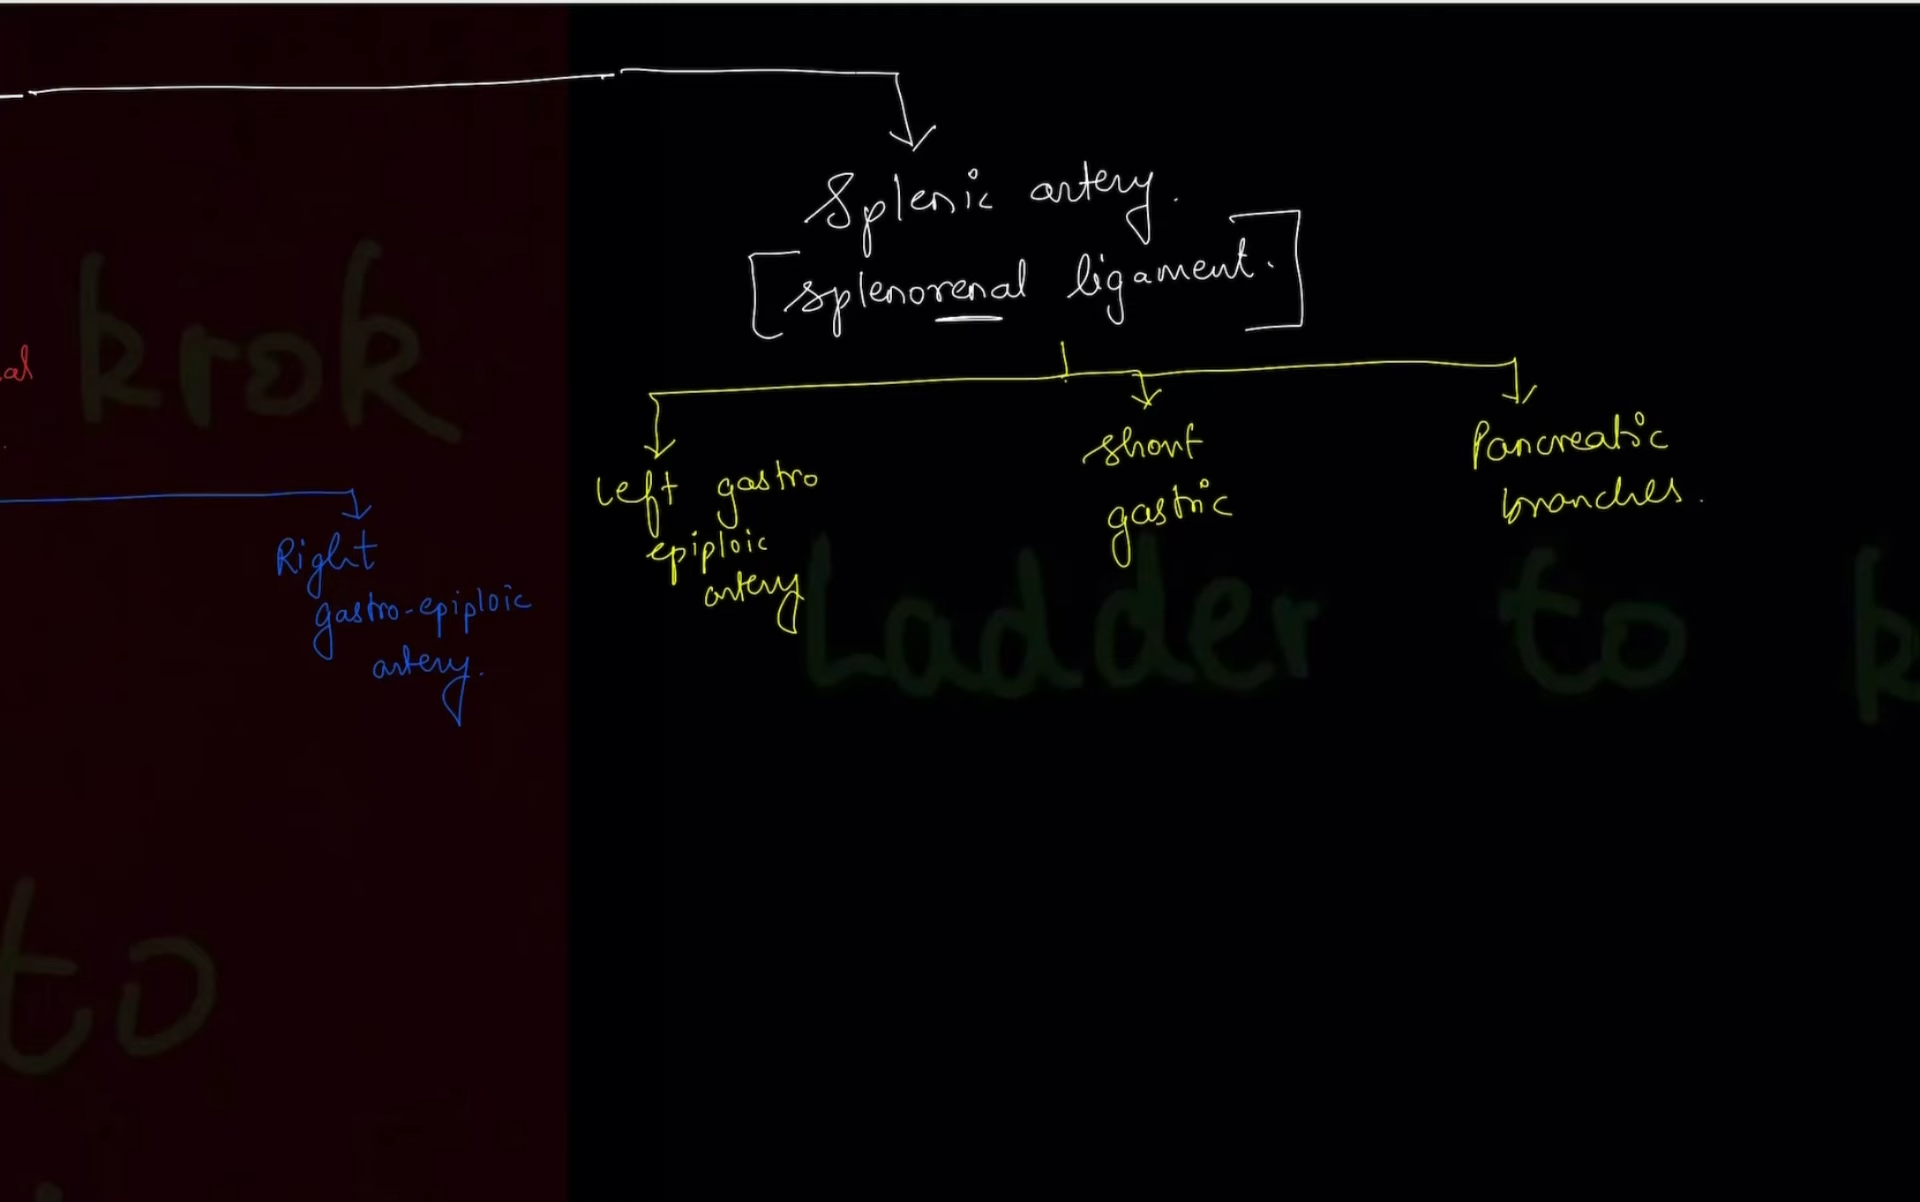 Splenic artery.
[splenorenal ligament.]
al
krok
left gastro
epiploic
artery
short
gastric
Pancreatic
branches.
Right
gastro-epiploic
artery.
Ladder to k
to